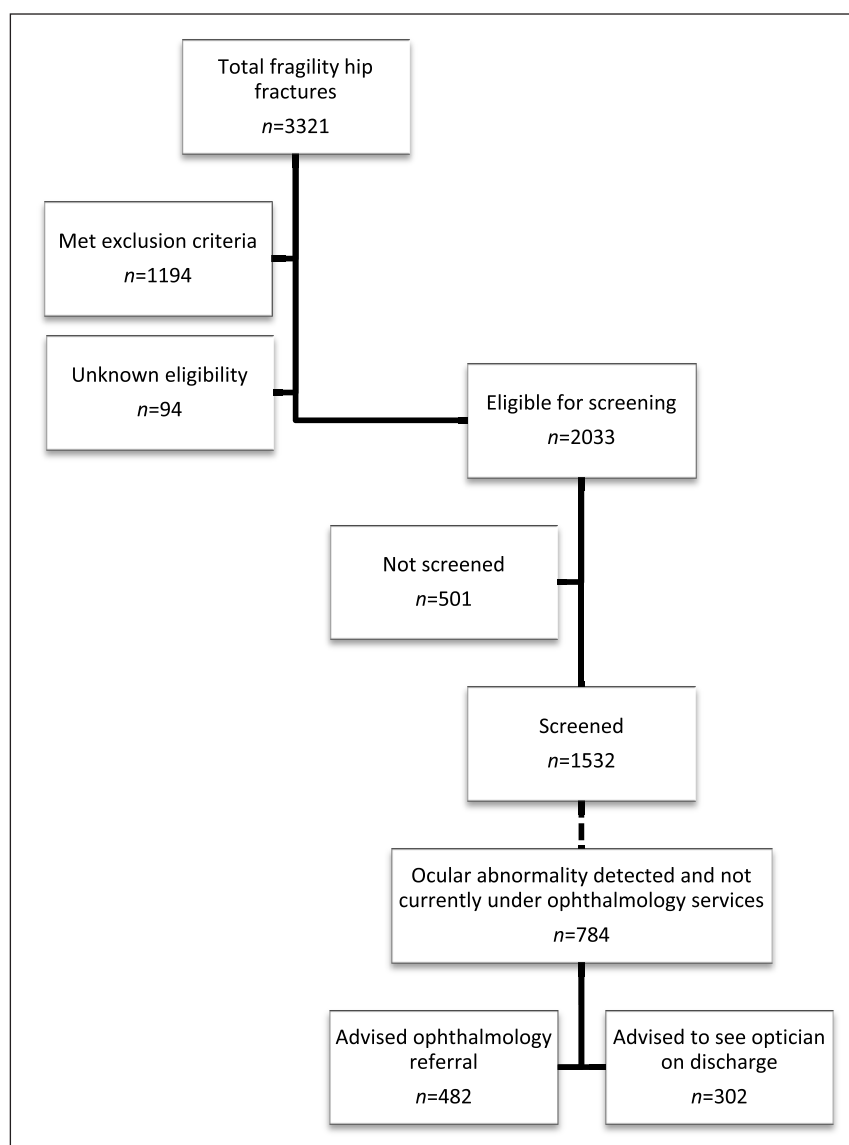 Total fragility hip
fractures
n=3321
Met exclusion criteria
n=1194
Unknown eligibility
n=94
Eligible for screening
n=2033
Not screened
n=501
Screened
n=1532
Ocular abnormality detected and not
currently under ophthalmology services
n=784
Advised ophthalmology
referral
n=482
Advised to see optician
on discharge
n=302